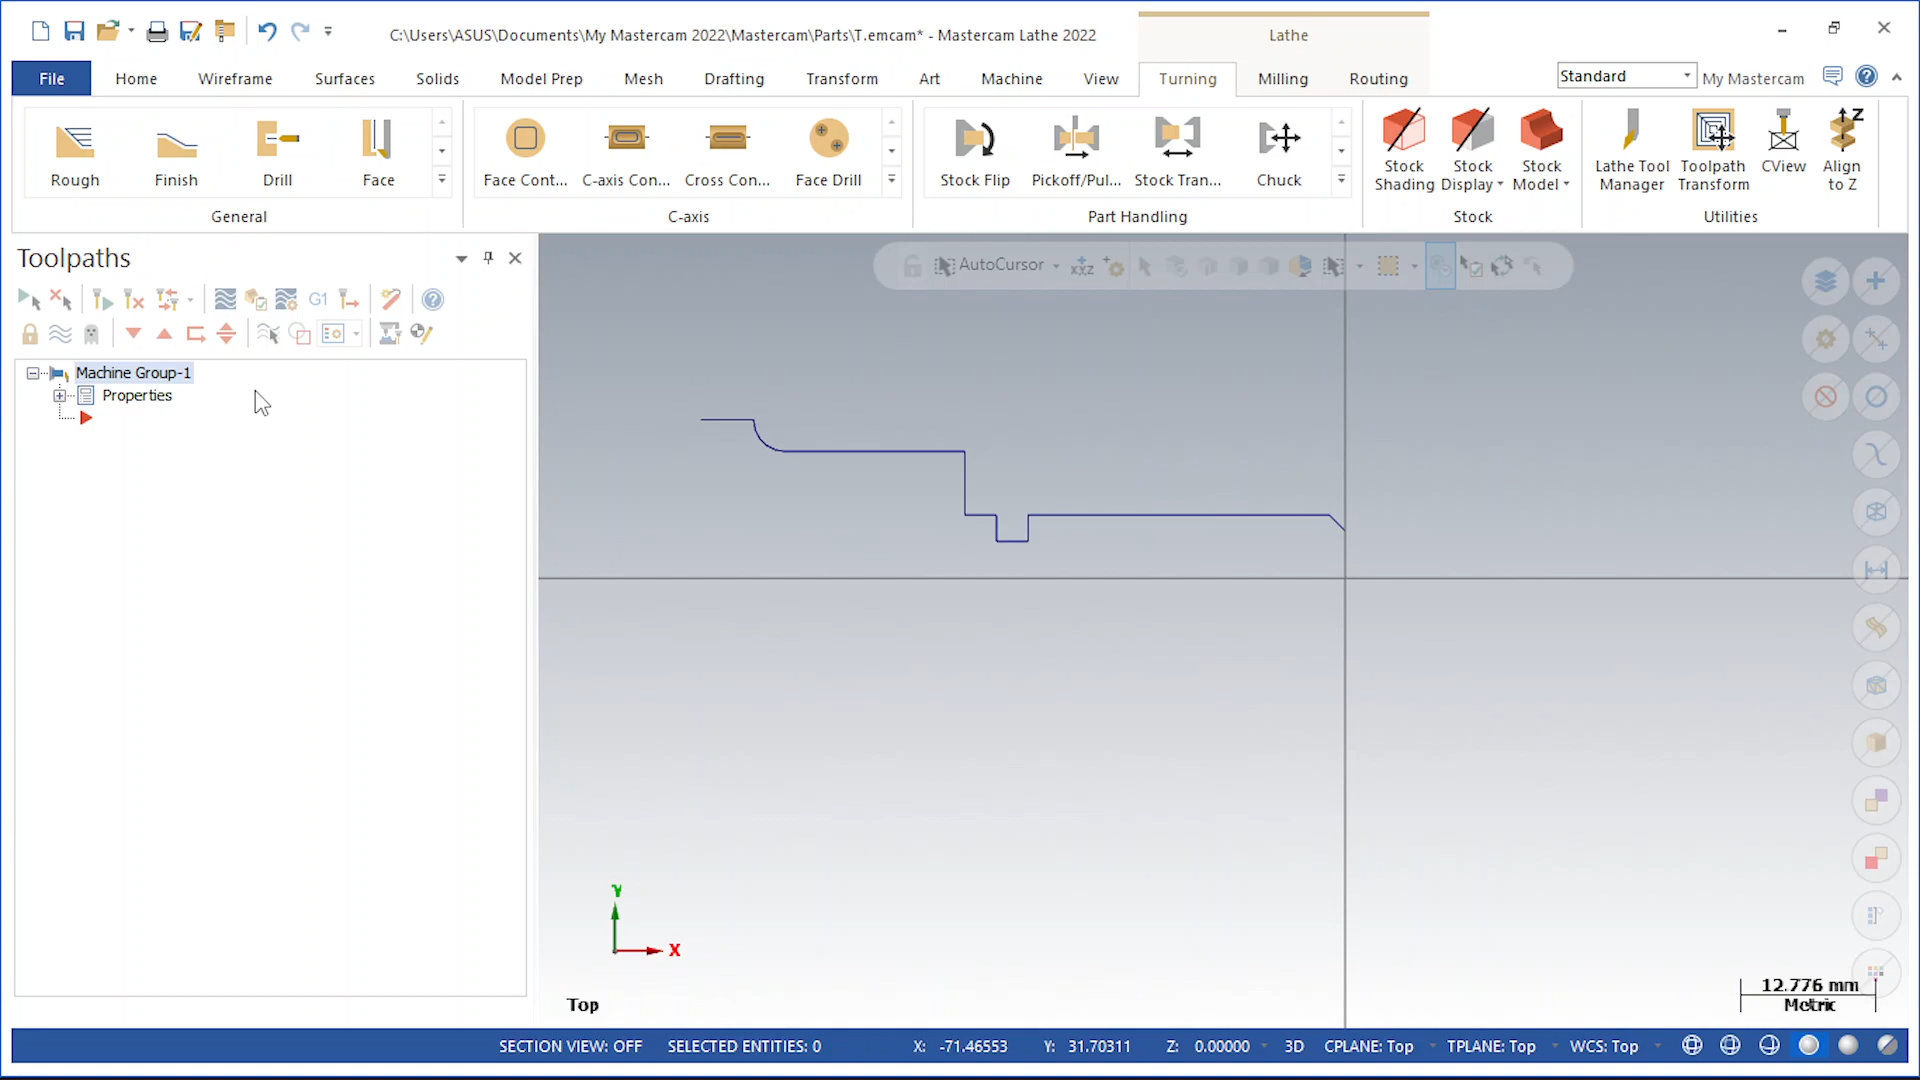 C:\Users\ASUS\Documents\My Mastercam 2022\Mastercam\Parts\T.emcam* - Mastercam Lathe 2022
Lathe
File Home Wireframe Surfaces Solids Model Prep Mesh Drafting Transform Art Machine View Turning Milling Routing
Standard My Mastercam
Rough Finish Drill Face
General
Face Cont... C-axis Con... Cross Con... Face Drill
C-axis
Stock Flip Pickoff/Pul... Stock Tran... Chuck
Part Handling
Stock Shading
Stock Display
Stock Model
Stock
Lathe Tool Manager
Toolpath Transform
CView
Align to Z
Z
Utilities
Toolpaths
G1
Machine Group-1
Properties
AutoCursor
XYZ
Y
X
Top
12.776 mm
Metric
SECTION VIEW: OFF SELECTED ENTITIES: 0 X: -71.46553 Y: 31.70311 Z: 0.00000 3D CPLANE: Top TPLANE: Top WCS: Top